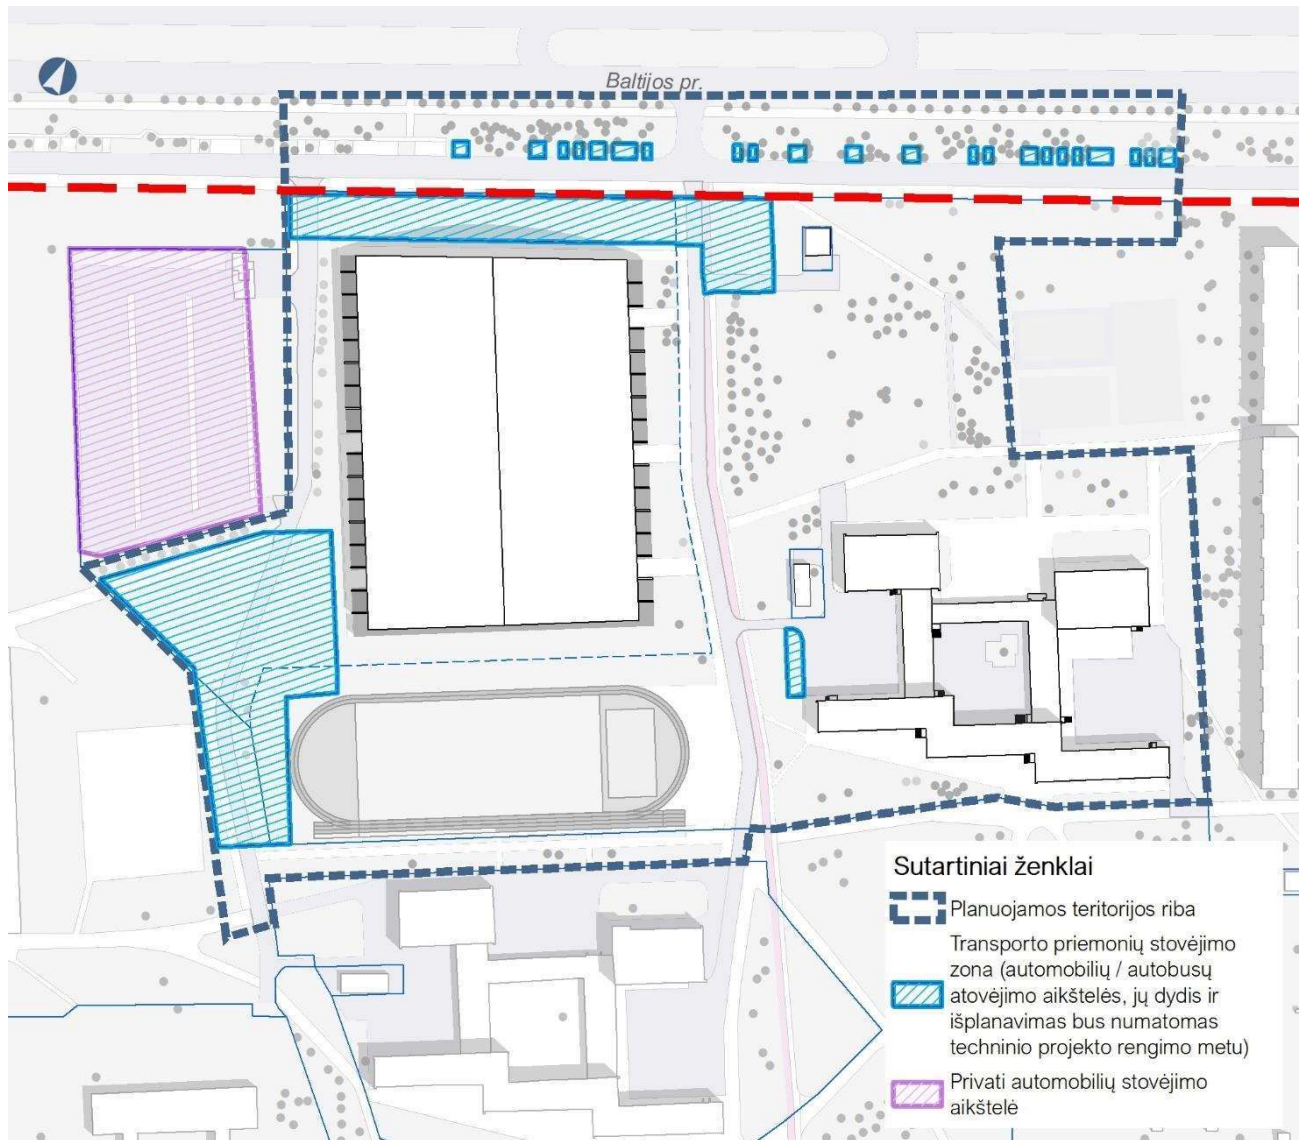 Baltijos pr.
Sutartiniai ženklai
Planuojamos teritorijos riba
Transporto priemonių stovėjimo
zona (automobilių / autobusų
atovėjimo aikštelės, jų dydis ir
išplanavimas bus numatomas
techninio projekto rengimo metu)
Privati automobilių stovėjimo
aikštelė